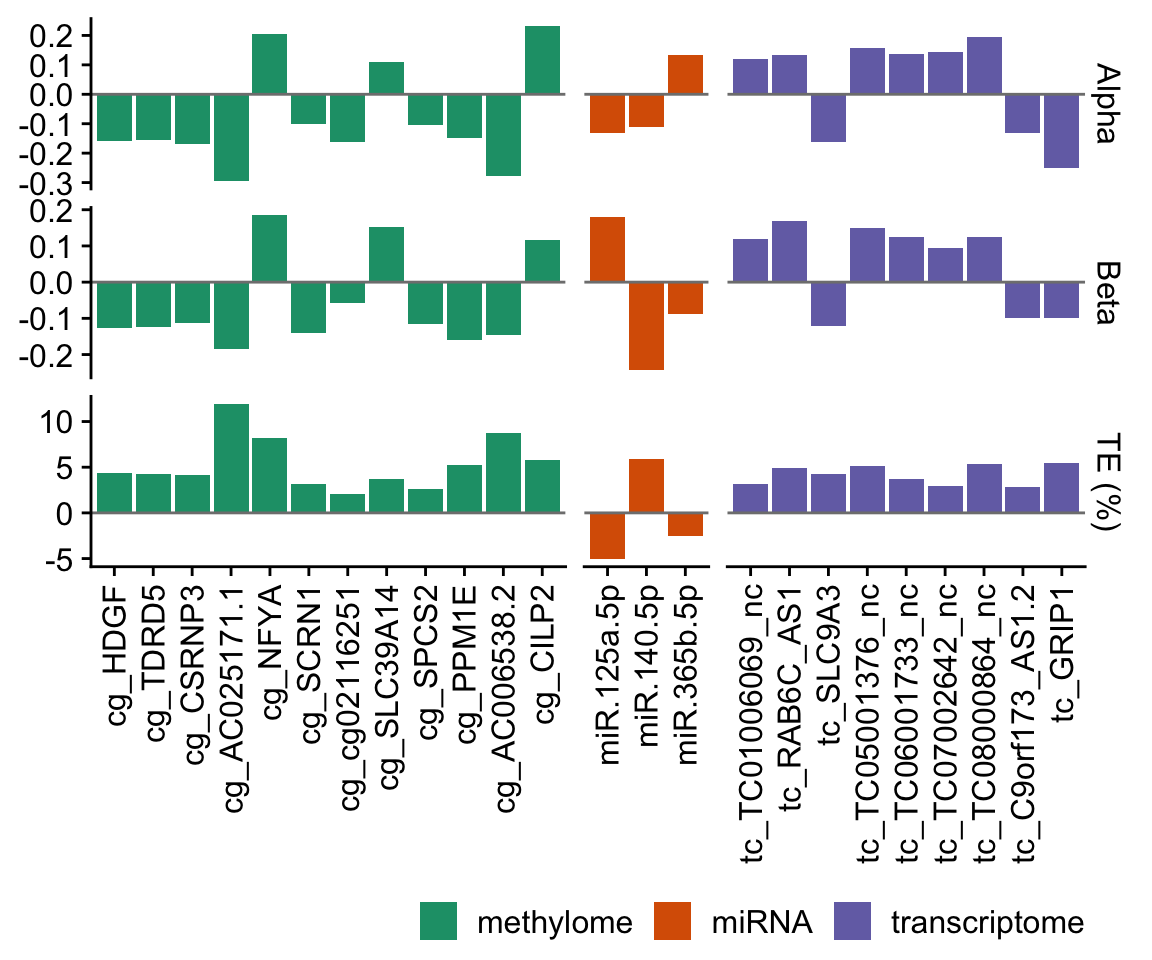 0.2
0.1
0.0
-0.1
-0.2
-0.3
Alpha
0.2
0.1
0.0
-0.1
-0.2
Beta
10
5
0
-5
TE (%)
cg_HDGF
cg_TDRD5
cg_CSRNP3
cg_AC025171.1
cg_NFYA
cg_SCRN1
cg_cg02116251
cg_SLC39A14
cg_SPCS2
cg_PPM1E
cg_AC006538.2
cg_CILP2
miR.125a.5p
miR.140.5p
miR.365b.5p
tc_TC01006069_nc
tc_RAB6C_AS1
tc_SLC9A3
tc_TC05001376_nc
tc_TC06001733_nc
tc_TC07002642_nc
tc_TC08000864_nc
tc_C9orf173_AS1.2
tc_GRIP1
methylome miRNA transcriptome